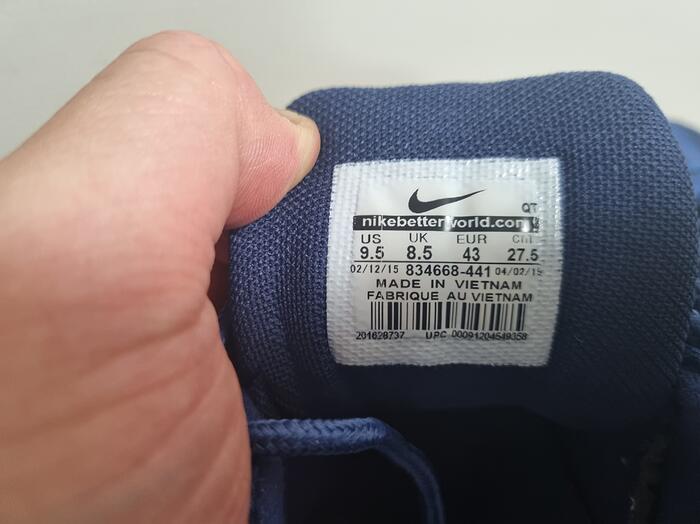 QT
nikebetterworld.com
US UK EUR cm
9.5 8.5 43 27.5
02/12/15 834668-441 04/02/15
MADE IN VIETNAM
FABRIQUE AU VIETNAM
201628737 UPC 00091204549358